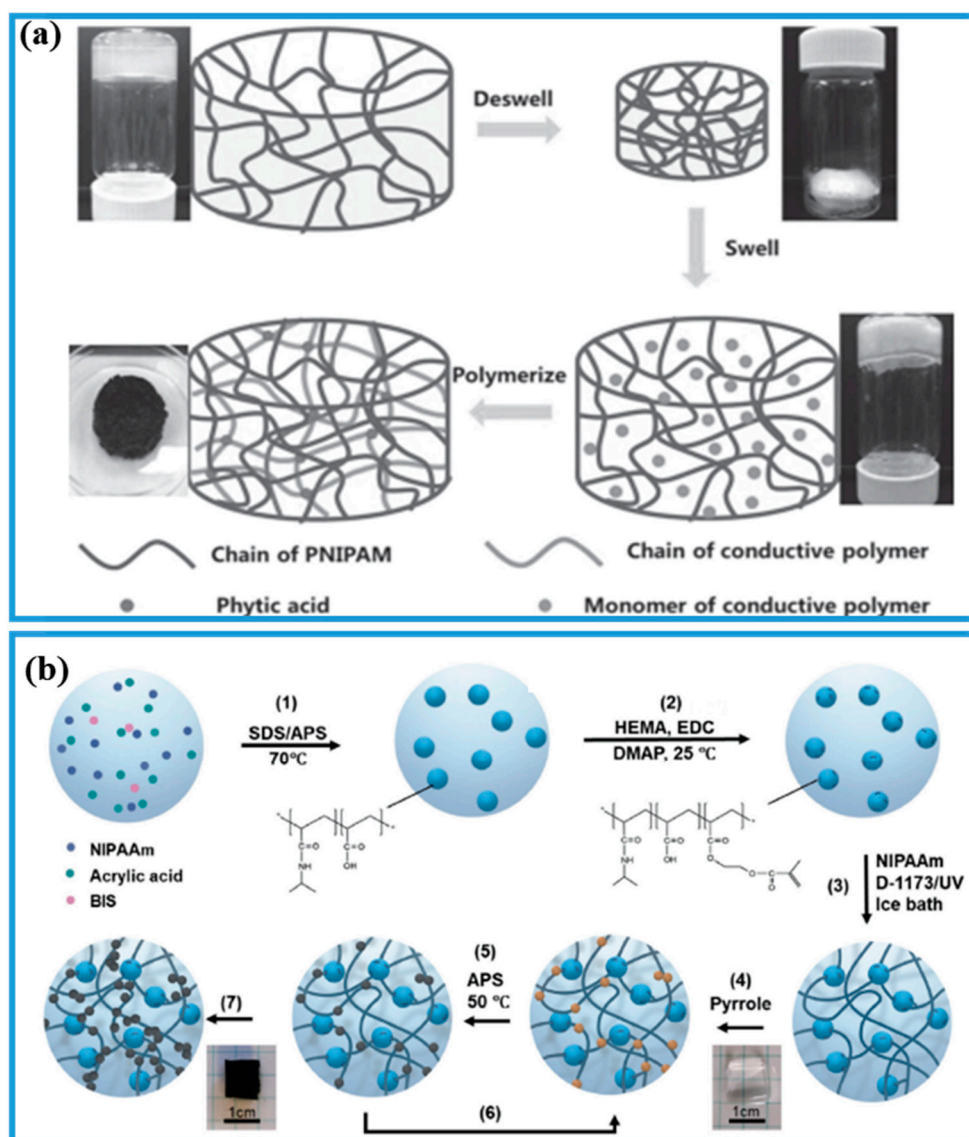 (a)
Deswell
Swell
Polymerize
Chain of PNIPAM
Chain of conductive polymer
Phytic acid
Monomer of conductive polymer
(b)
(1)
SDS/APS
70℃
(2)
HEMA, EDC
DMAP, 25 ℃
NIPAAm
Acrylic acid
BIS
C=O
NH
C=O
OH
C=O
NH
C=O
OH
C=O
O
O-C
O
(3)
NIPAAm
D-1173/UV
Ice bath
(4)
Pyrrole
(5)
APS
50 ℃
(6)
(7)
1cm
1cm